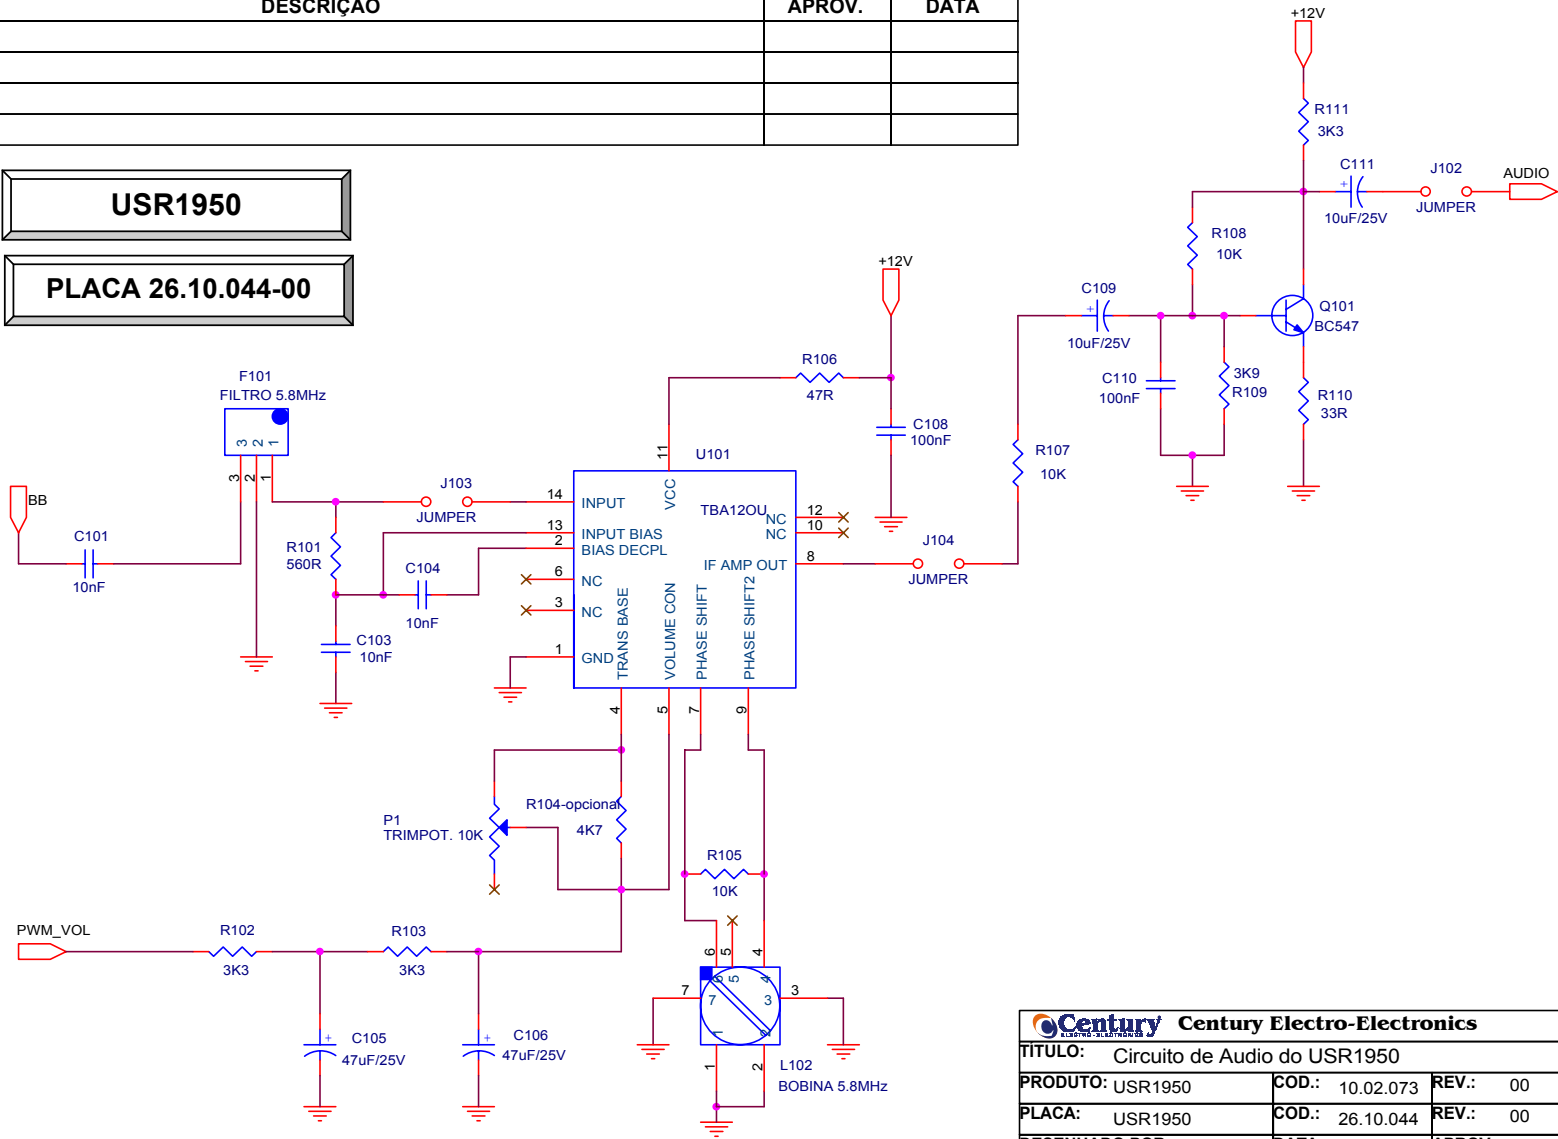 DESCRIÇÃO APROV. DATA
USR1950
PLACA 26.10.044-00
+12V
R111
3K3
C111
+
10uF/25V
J102
JUMPER
AUDIO
R108
10K
+12V
C109
+
10uF/25V
Q101
BC547
R106
47R
C108
100nF
C110
100nF
3K9
R109
R110
33R
R107
10K
F101
FILTRO 5.8MHz
3 2 1
3 2 1
BB
C101
10nF
J103
JUMPER
R101
560R
C104
10nF
C103
10nF
U101
TBA12OU
11
VCC
14 INPUT
13 INPUT BIAS
2 BIAS DECPL
6 NC
3 NC
1 GND
NC 12
NC 10
IF AMP OUT 8
TRANS BASE
VOLUME CON
PHASE SHIFT
PHASE SHIFT2
4 5 7 9
J104
JUMPER
P1
TRIMPOT. 10K
R104-opcional
4K7
R105
10K
PWM_VOL
R102
3K3
R103
3K3
C105
+
47uF/25V
C106
+
47uF/25V
6 5 4
6 5 4
7 7 3 3
1 2
1 2
L102
BOBINA 5.8MHz
Century Century Electro-Electronics
TÍTULO: Circuito de Audio do USR1950
PRODUTO: USR1950 COD.: 10.02.073 REV.: 00
PLACA: USR1950 COD.: 26.10.044 REV.: 00